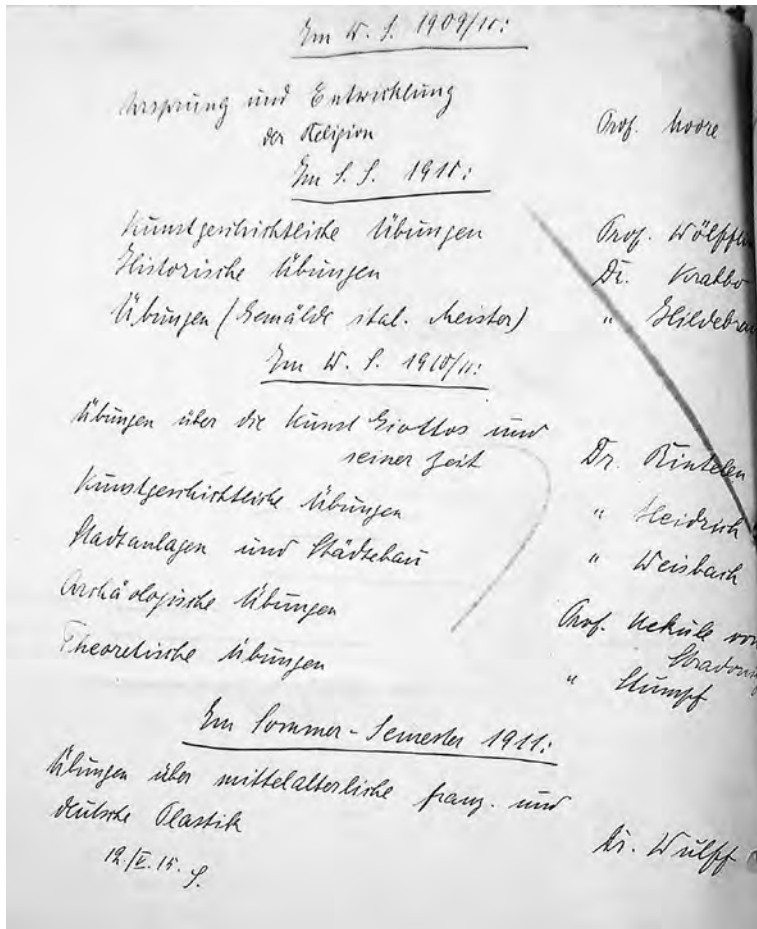 Im W. S. 1909/10:
Ursprung und Entwicklung
der Religion Prof. Moore
Im S. S. 1910:
Kunstgeschichtliche Übungen Prof. Wölfflin
Historische Übungen Dr. Krabbo
Übungen (Gemälde ital. Meister) " Hildebran
Im W. S. 1910/11:
Übungen über die Kunst Giottos und
seiner Zeit Dr. Rintelen
Kunstgeschichtliche Übungen " Heidrich
Stadtanlagen und Städtebau " Weisbach
Archäologische Übungen Prof. Kekule von
Stradonitz
Theoretische Übungen " Stumpf
Im Sommer-Semester 1911:
Übungen über mittelalterliche franz. und
deutsche Plastik Dr. Wulff
19./V. 15.